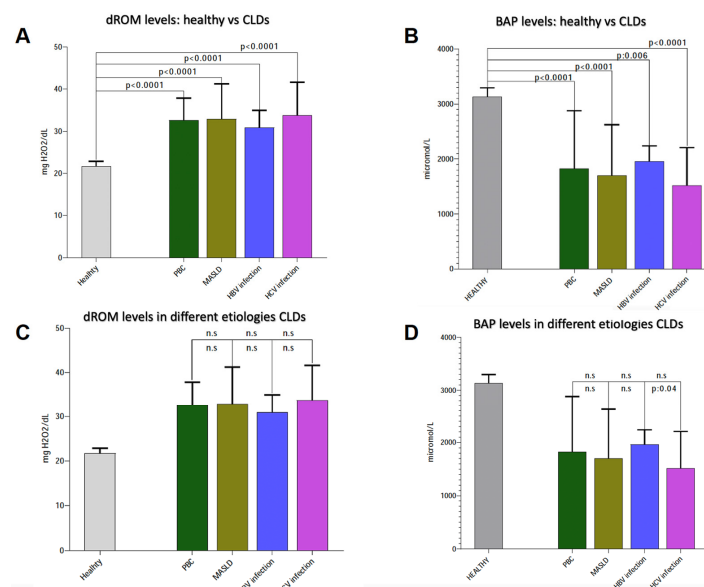 dROM levels: healthy vs CLDs
A
50
40
30
20
10
0
mg H2O2/dL
p<0.0001
p<0.0001
p<0.0001
p<0.0001
Healhty
PBC
MASLD
HBV infection
HCV infection
BAP levels: healthy vs CLDs
B
4000
3000
2000
1000
0
micromol/L
p<0.0001
p:006
p<0.0001
p<0.0001
HEALTHY
PBC
MASLD
HBV infection
HCV infection
dROM levels in different etiologies CLDs
C
50
40
30
20
10
0
mg H2O2/dL
n.s n.s n.s
n.s n.s n.s
Healhty
PBC
MASLD
HBV infection
HCV infection
BAP levels in different etiologies CLDs
D
4000
3000
2000
1000
0
micromol/L
n.s n.s n.s
n.s n.s p:0.04
HEALTHY
PBC
MASLD
HBV infection
HCV infection